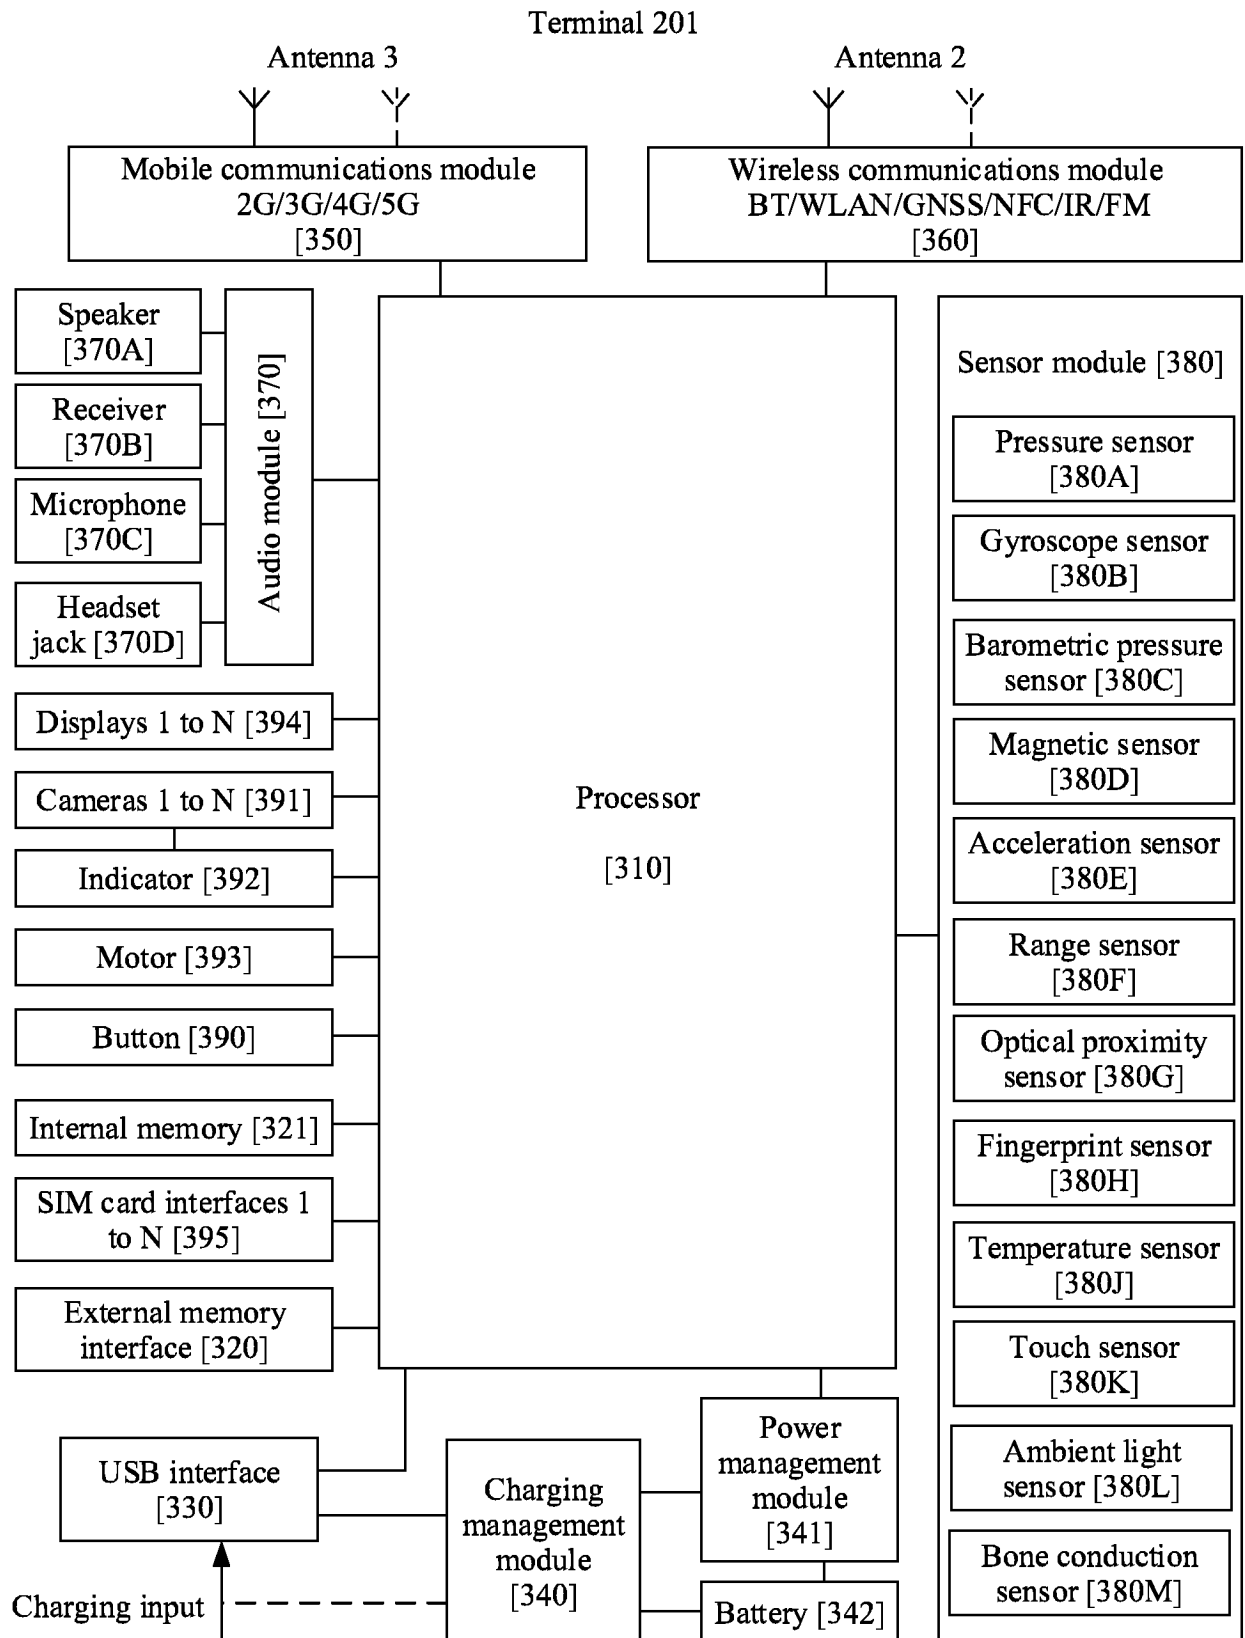 Terminal 201
Antenna 3
Antenna 2
Mobile communications module
2G/3G/4G/5G
[350]
Wireless communications module
BT/WLAN/GNSS/NFC/IR/FM
[360]
Speaker
[370A]
Receiver
[370B]
Microphone
[370C]
Headset
jack [370D]
Audio module [370]
Displays 1 to N [394]
Cameras 1 to N [391]
Indicator [392]
Motor [393]
Button [390]
Internal memory [321]
SIM card interfaces 1
to N [395]
External memory
interface [320]
Processor
[310]
Sensor module [380]
Pressure sensor
[380A]
Gyroscope sensor
[380B]
Barometric pressure
sensor [380C]
Magnetic sensor
[380D]
Acceleration sensor
[380E]
Range sensor
[380F]
Optical proximity
sensor [380G]
Fingerprint sensor
[380H]
Temperature sensor
[380J]
Touch sensor
[380K]
Ambient light
sensor [380L]
Bone conduction
sensor [380M]
USB interface
[330]
Charging
management
module
[340]
Power
management
module
[341]
Charging input
Battery [342]